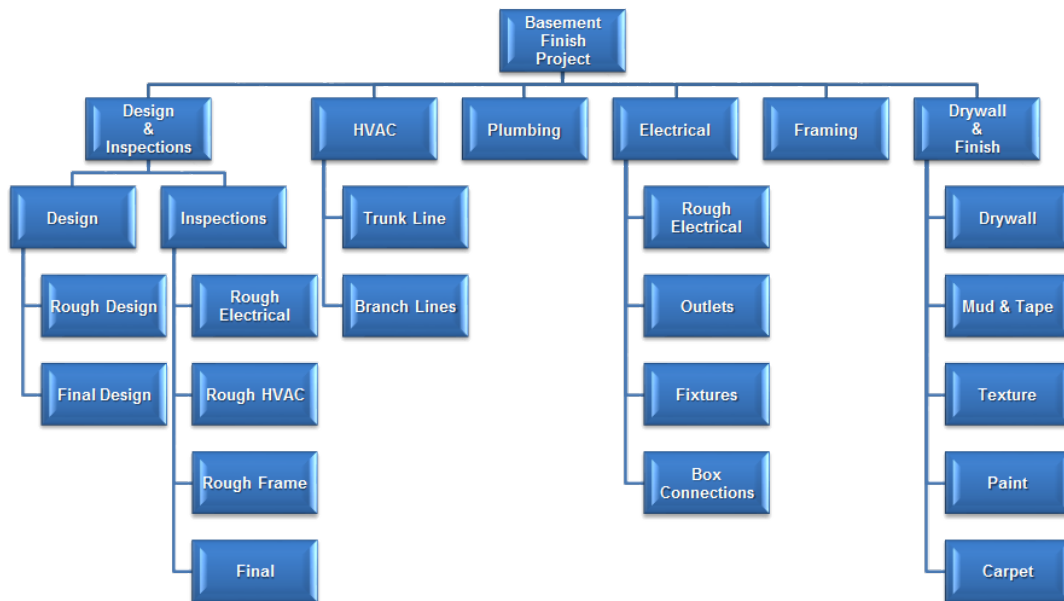 Basement
Finish
Project
Design
&
Inspections
HVAC
Plumbing
Electrical
Framing
Drywall
&
Finish
Design
Inspections
Trunk Line
Rough
Electrical
Drywall
Rough Design
Rough
Electrical
Branch Lines
Outlets
Mud & Tape
Final Design
Rough HVAC
Fixtures
Texture
Rough Frame
Box
Connections
Paint
Final
Carpet